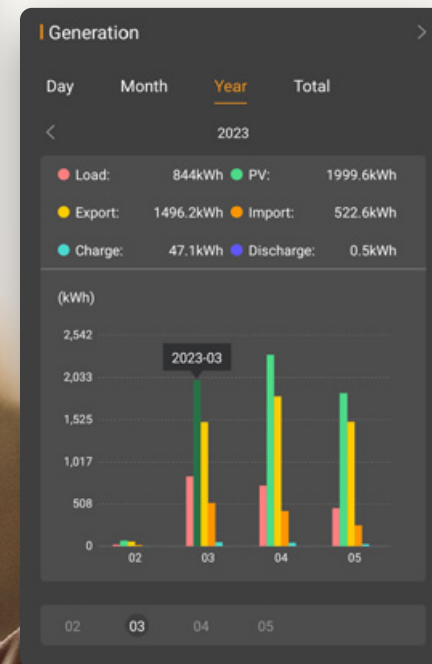 Generation
Day Month Year Total
2023
Load: 844kWh PV: 1999.6kWh
Export: 1496.2kWh Import: 522.6kWh
Charge: 47.1kWh Discharge: 0.5kWh
(kWh)
2,542
2023-03
2,033
1,525
1,017
508
0
02 03 04 05
02 03 04 05